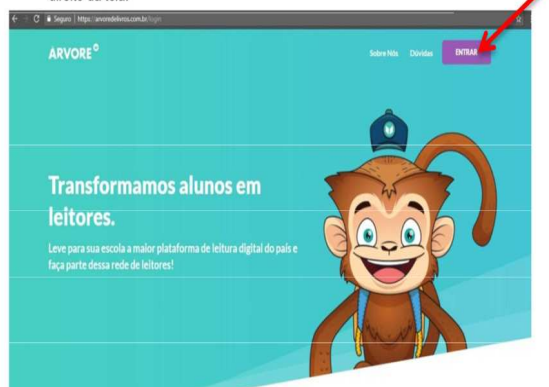 Seguro | https://arvoredelivros.com.br/login
ARVORE
Sobre Nós Dúvidas ENTRAR
Transformamos alunos em
leitores.
Leve para sua escola a maior plataforma de leitura digital do país e
faça parte dessa rede de leitores!